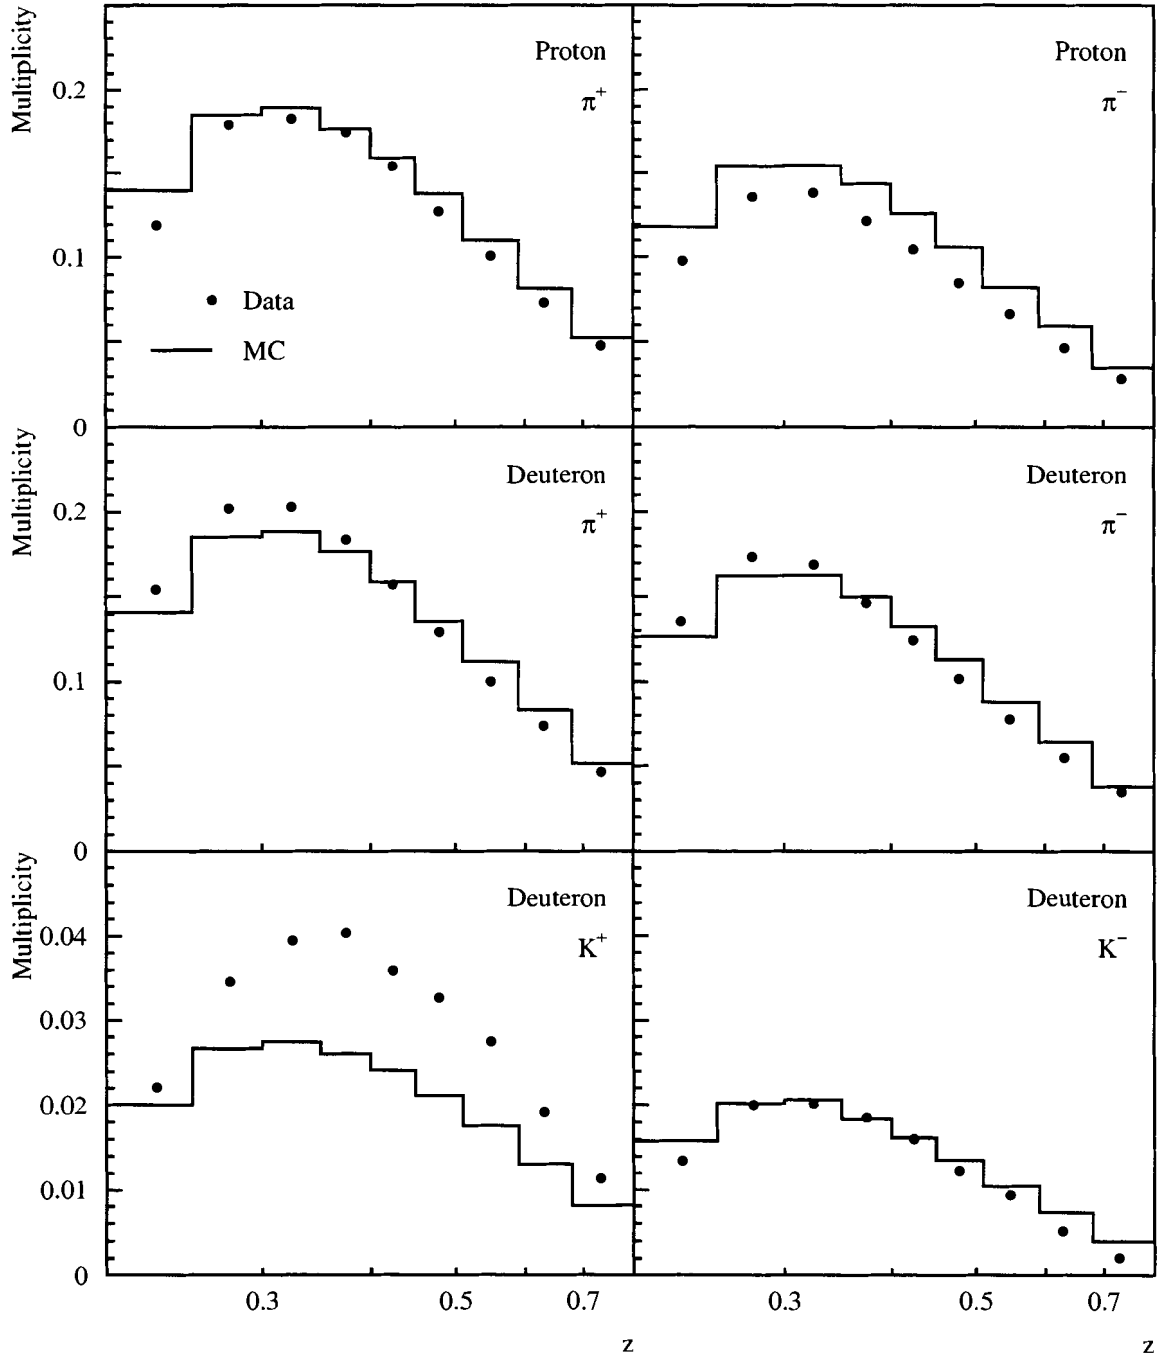 Multiplicity
0.2
0.1
0
Proton
π+
Data
MC
Proton
π−
Multiplicity
0.2
0.1
0
Deuteron
π+
Deuteron
π−
Multiplicity
0.04
0.03
0.02
0.01
0
Deuteron
K+
Deuteron
K−
0.3 0.5 0.7
z
0.3 0.5 0.7
z